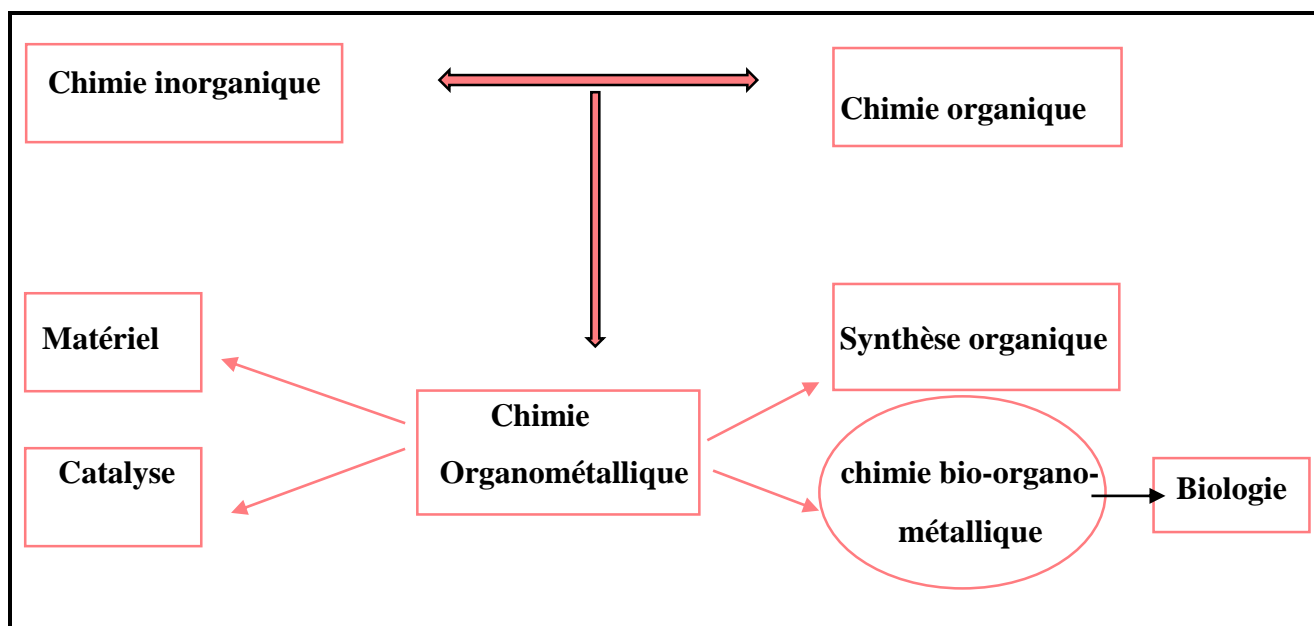 Chimie inorganique
Chimie organique
Matériel
Synthèse organique
Chimie
Organométallique
Catalyse
chimie bio-organo-
métallique
Biologie